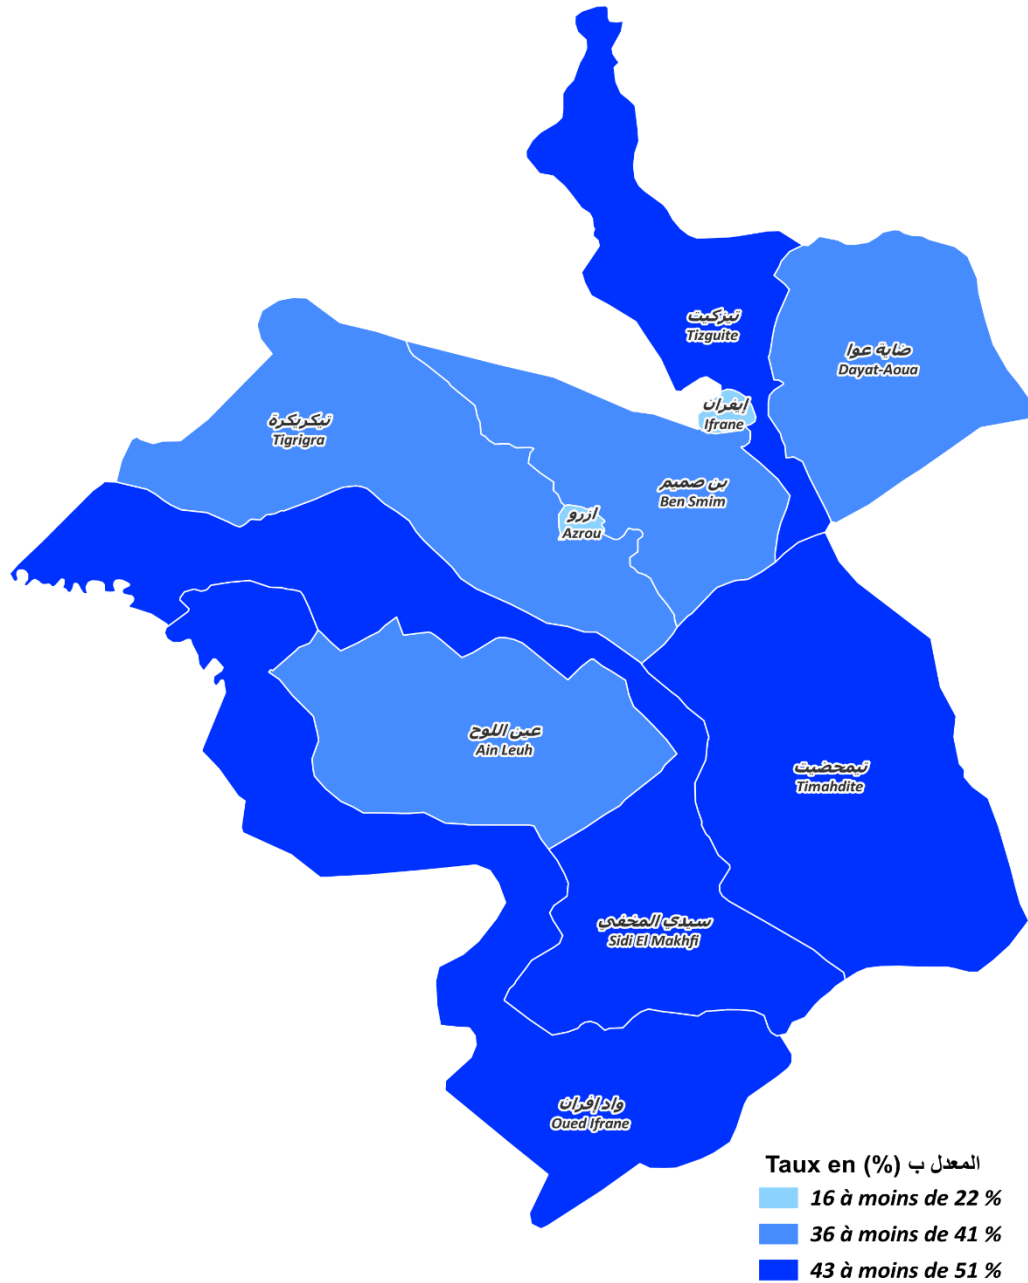 تيزكيت
Tizguite
ضاية عوا
Dayat-Aoua
إيفران
Ifrane
تيكريكرة
Tigrigra
بن صميم
Ben Smim
ازرو
Azrou
عين اللوح
Ain Leuh
تيمحضيت
Timahdite
سيدي المخفي
Sidi El Makhfi
واد إفران
Oued Ifrane
Taux en (%) المعدل ب
16 à moins de 22 %
36 à moins de 41 %
43 à moins de 51 %